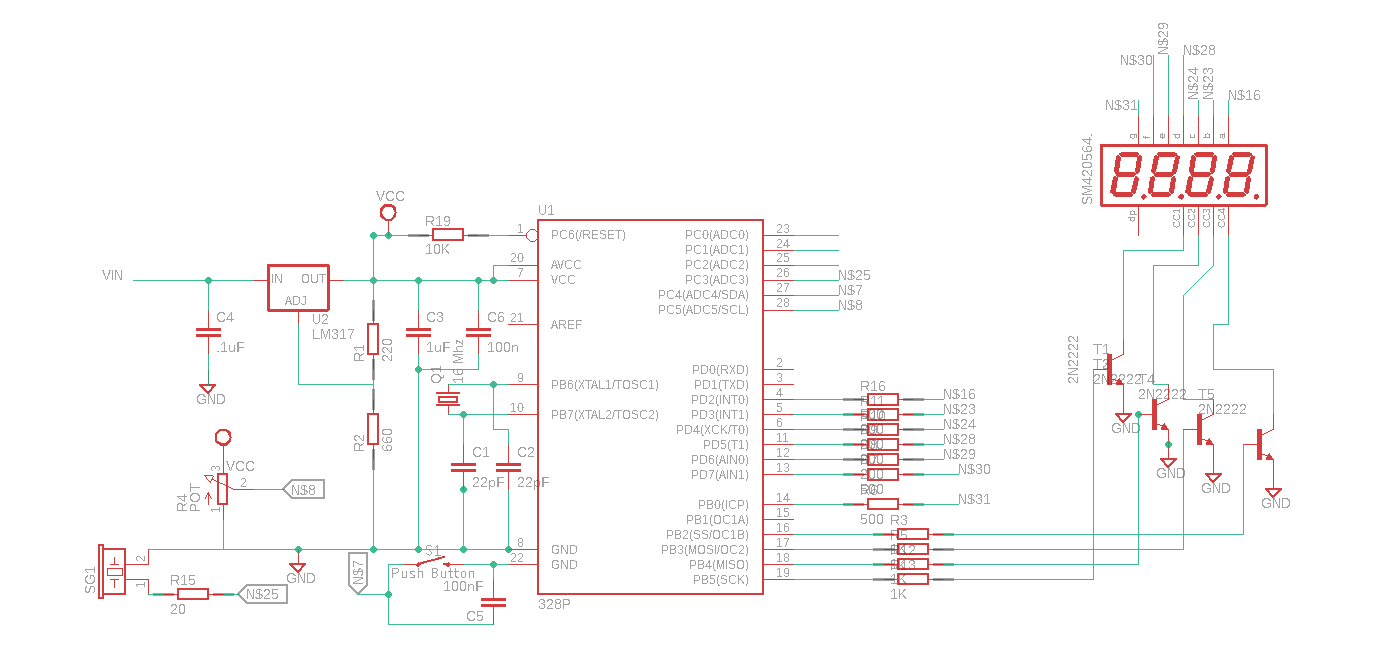 N$29
N$30
N$28
N$24
N$23
N$31
N$16
g
f
e
d
c
b
a
SM420564.
8.8.8.8.
dp
CC1
CC2
CC3
CC4
VCC
R19
10K
U1
1
PC6(/RESET)
20
AVCC
7
VCC
21
AREF
9
PB6(XTAL1/TOSC1)
10
PB7(XTAL2/TOSC2)
8
GND
22
GND
328P
PC0(ADC0)
23
PC1(ADC1)
24
PC2(ADC2)
25
PC3(ADC3)
26
N$25
PC4(ADC4/SDA)
27
N$7
PC5(ADC5/SCL)
28
N$8
PD0(RXD)
2
PD1(TXD)
3
PD2(INT0)
4
PD3(INT1)
5
PD4(XCK/T0)
6
PD5(T1)
11
PD6(AIN0)
12
PD7(AIN1)
13
PB0(ICP)
14
PB1(OC1A)
15
PB2(SS/OC1B)
16
PB3(MOSI/OC2)
17
PB4(MISO)
18
PB5(SCK)
19
VIN
IN
OUT
ADJ
U2
LM317
C4
.1uF
GND
R1
220
R2
660
C3
1uF
C6
100n
Q1
16 Mhz
C1
22pF
C2
22pF
VCC
R4
POT
3
2
1
N$8
SG1
2
1
R15
20
N$25
GND
N$7
S1
Push Button
100nF
C5
R16
N$16
N$23
N$24
N$28
N$29
N$30
N$31
500
R3
1K
1K
2N2222
T1
2N2222
T4
2N2222
T5
2N2222
GND
GND
GND
GND